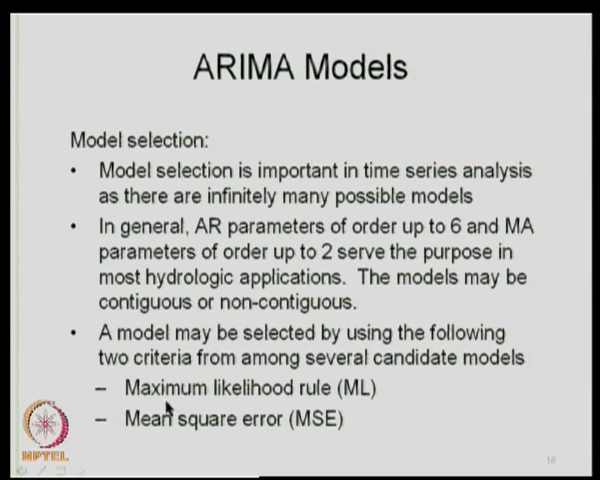 ARIMA Models
Model selection:
• Model selection is important in time series analysis
as there are infinitely many possible models
• In general, AR parameters of order up to 6 and MA
parameters of order up to 2 serve the purpose in
most hydrologic applications. The models may be
contiguous or non-contiguous.
• A model may be selected by using the following
two criteria from among several candidate models
– Maximum likelihood rule (ML)
– Mean square error (MSE)
NPTEL
16